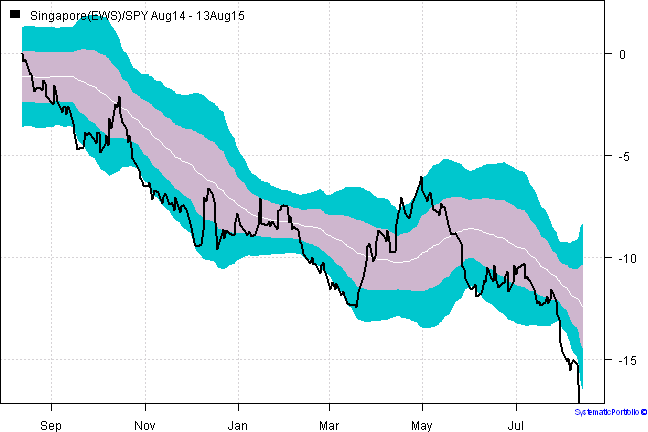 Singapore(EWS)/SPY Aug14 - 13Aug15
0
-5
-10
-15
Sep Nov Jan Mar May Jul
SystematicPortfolio ©